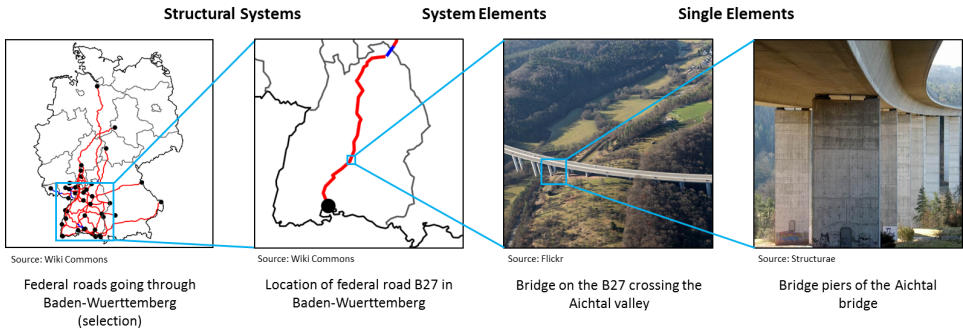 Structural Systems
System Elements
Single Elements
Source: Wiki Commons
Source: Wiki Commons
Source: Flickr
Source: Structurae
Federal roads going through
Baden-Wuerttemberg
(selection)
Location of federal road B27 in
Baden-Wuerttemberg
Bridge on the B27 crossing the
Aichtal valley
Bridge piers of the Aichtal
bridge